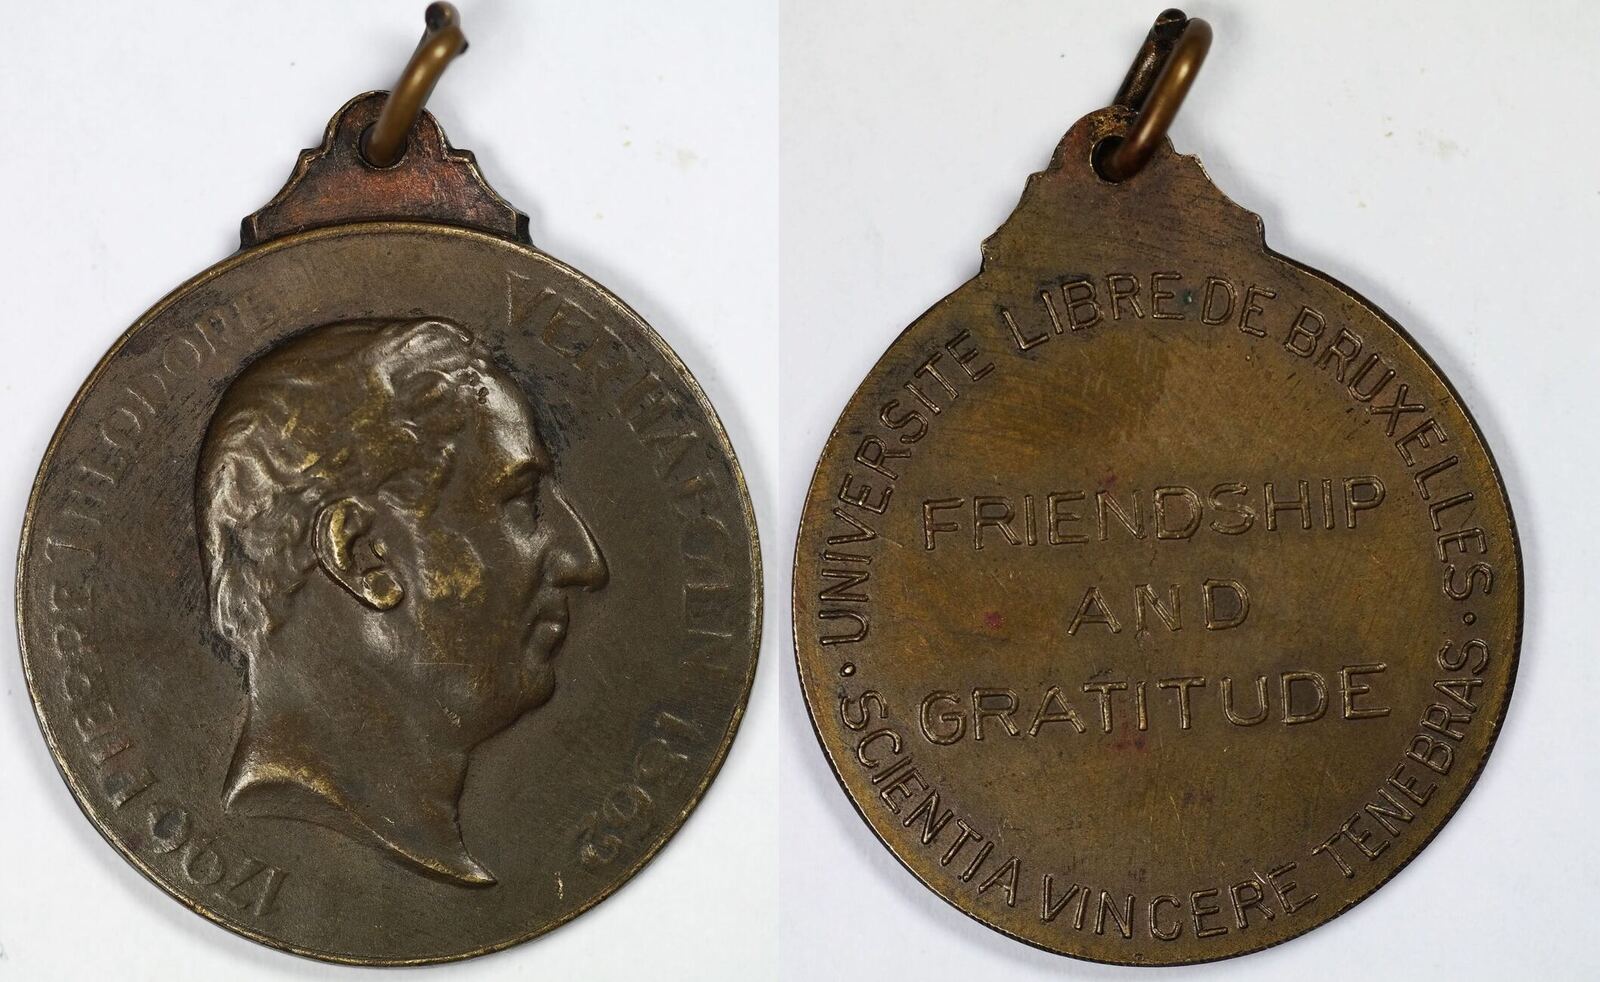 1796 PIERRE THEODORE VERHAEGEN 1862
UNIVERSITE LIBRE DE BRUXELLES
FRIENDSHIP
AND
GRATITUDE
SCIENTIA VINCERE TENEBRAS